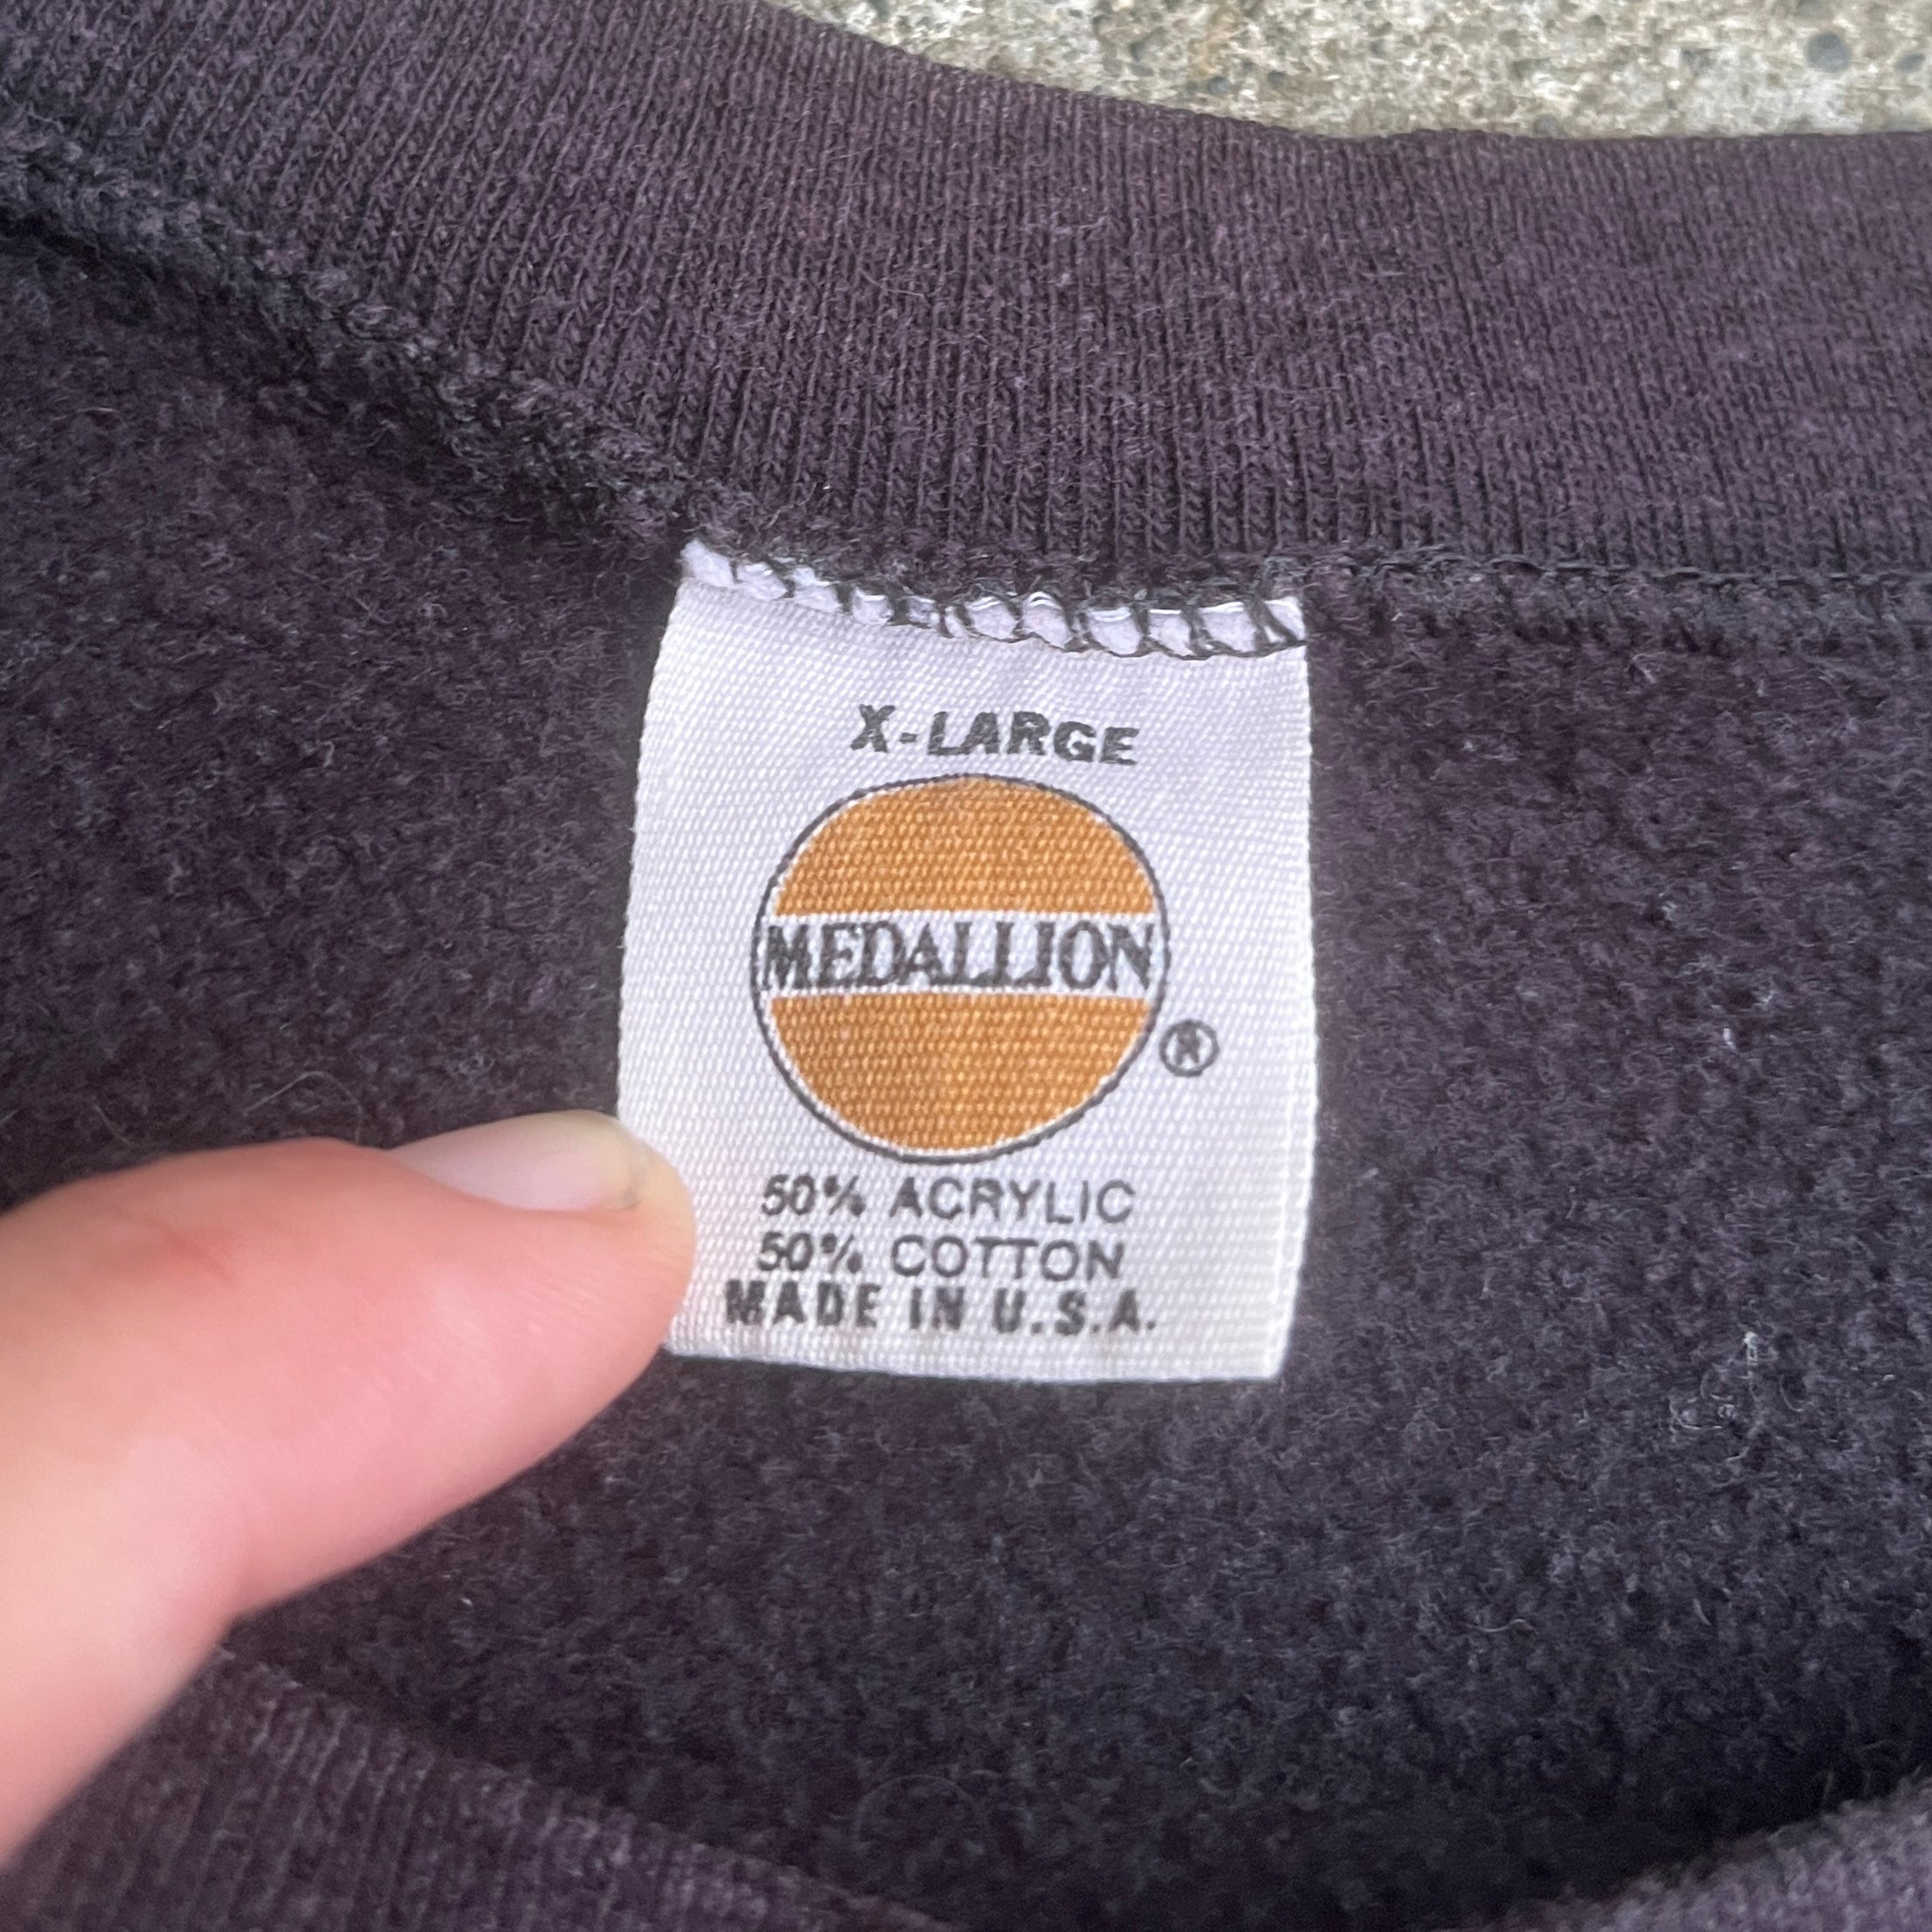 X-LARGE
MEDALLION
®
50% ACRYLIC
50% COTTON
MADE IN U.S.A.